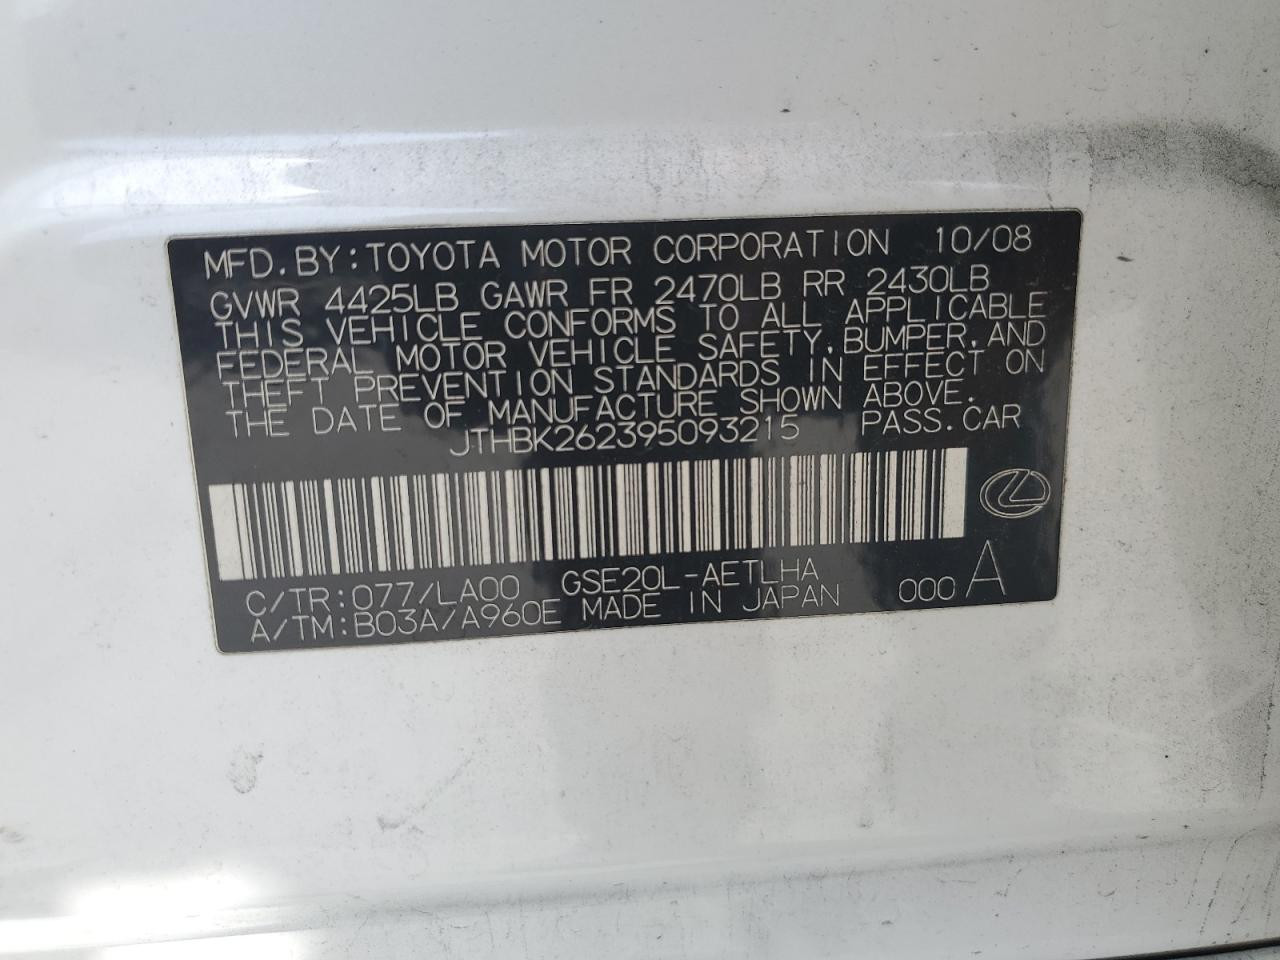 MFD. BY: TOYOTA MOTOR CORPORATION 10/08
GVWR 4425LB GAWR FR 2470LB RR 2430LB
THIS VEHICLE CONFORMS TO ALL APPLICABLE
FEDERAL MOTOR VEHICLE SAFETY, BUMPER, AND
THEFT PREVENTION STANDARDS IN EFFECT ON
THE DATE OF MANUFACTURE SHOWN ABOVE.
JTHBK262395093215 PASS. CAR
C/TR: 077/LA00 GSE20L-AETLHA
A/TM: B03A/A960E MADE IN JAPAN 000 A